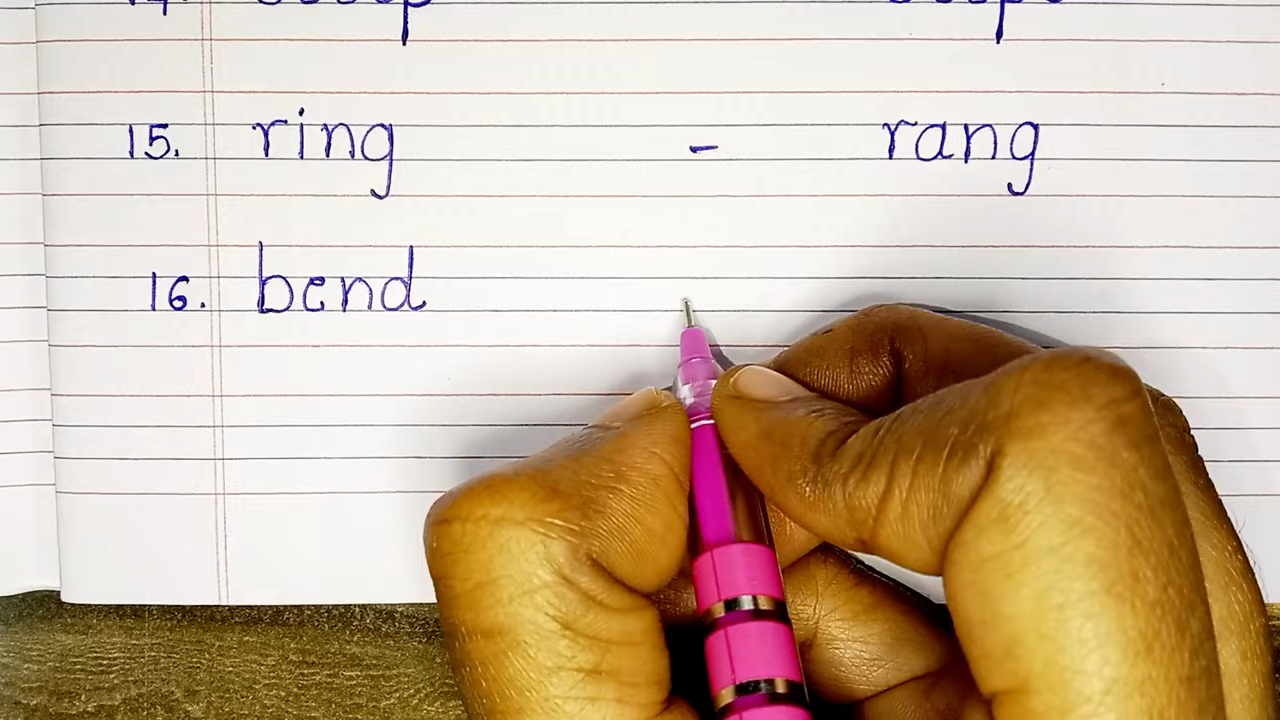 15. ring - rang
16. bend